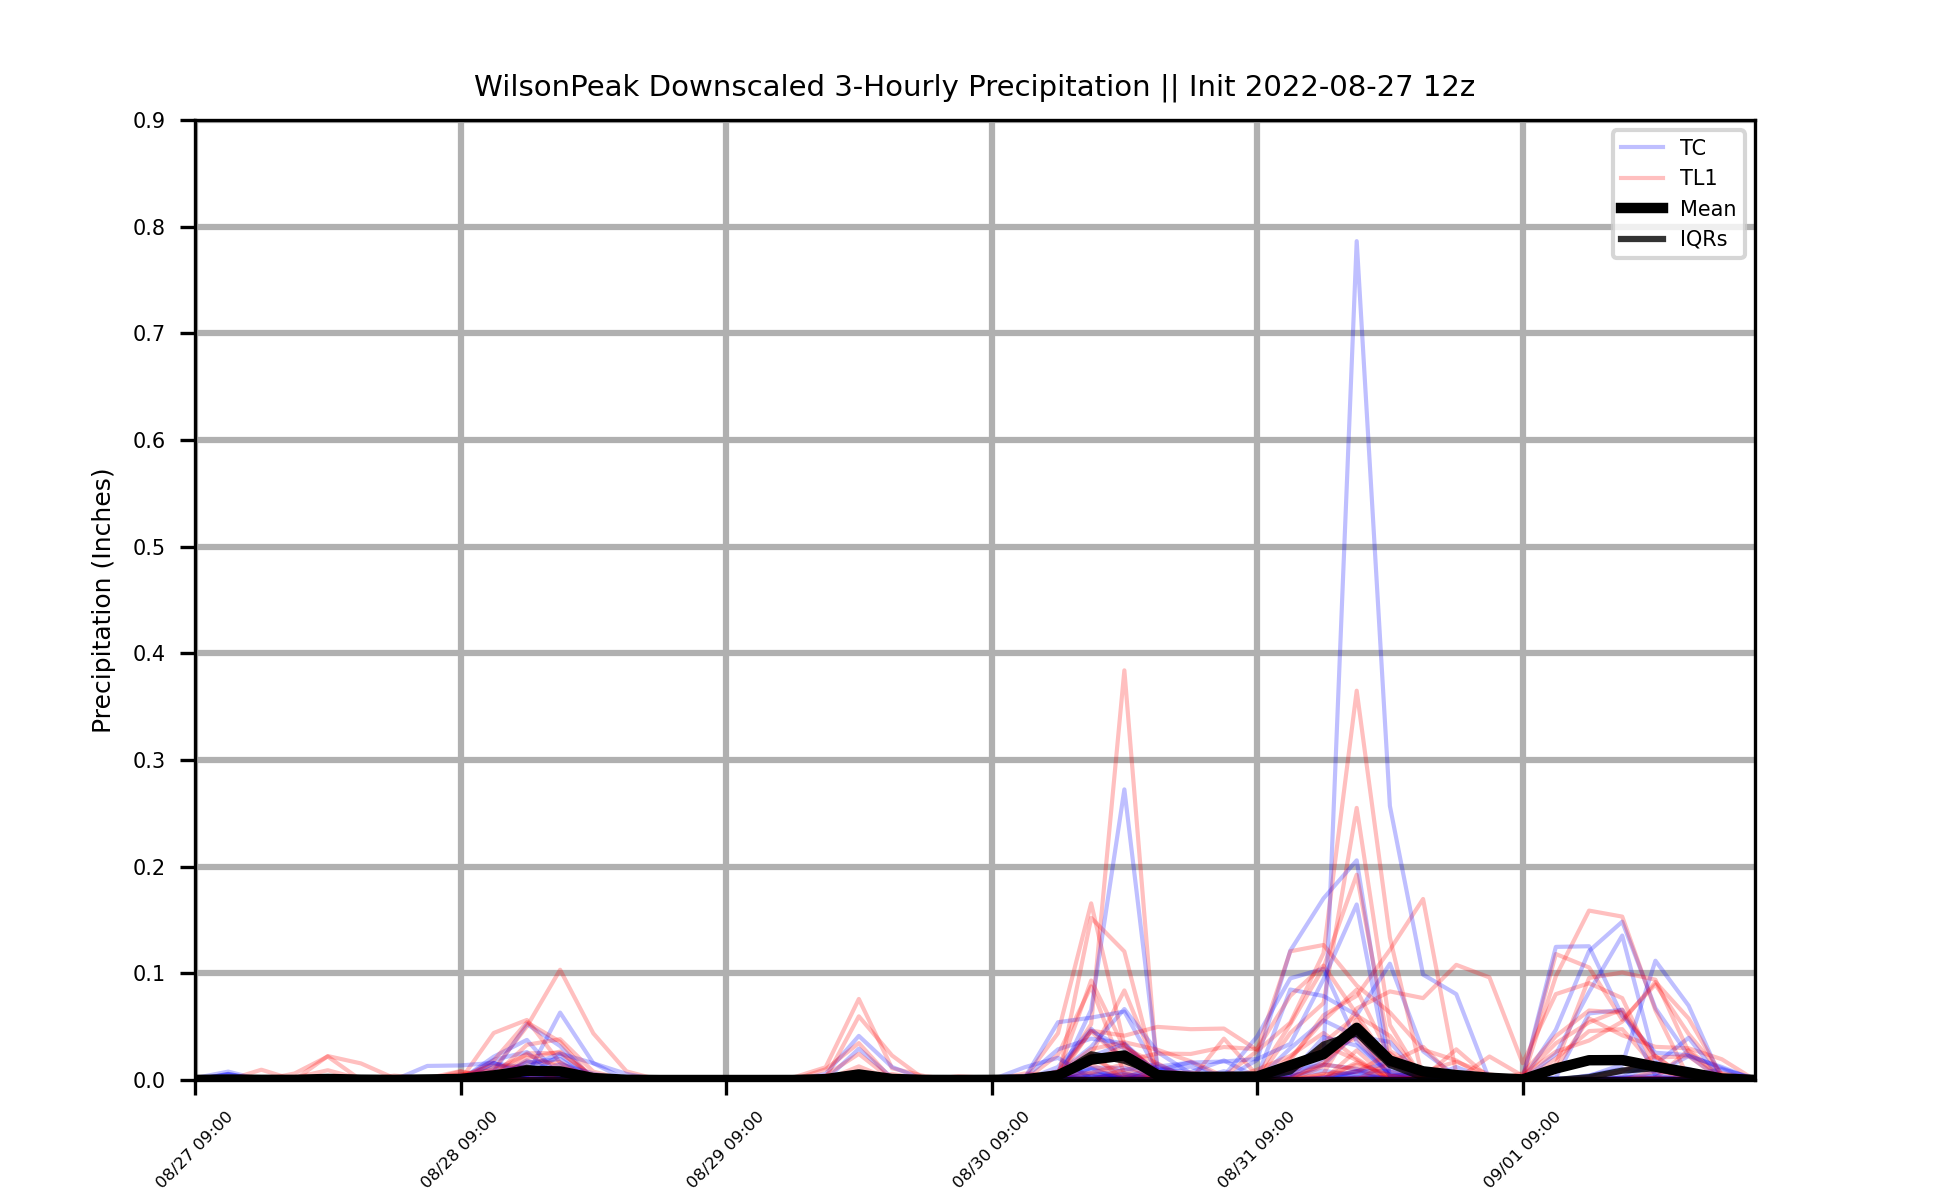 WilsonPeak Downscaled 3-Hourly Precipitation || Init 2022-08-27 12z
0.9
0.8
0.7
0.6
0.5
0.4
0.3
0.2
0.1
0.0
Precipitation (Inches)
TC
TL1
Mean
IQRs
08/27 09:00
08/28 09:00
08/29 09:00
08/30 09:00
08/31 09:00
09/01 09:00